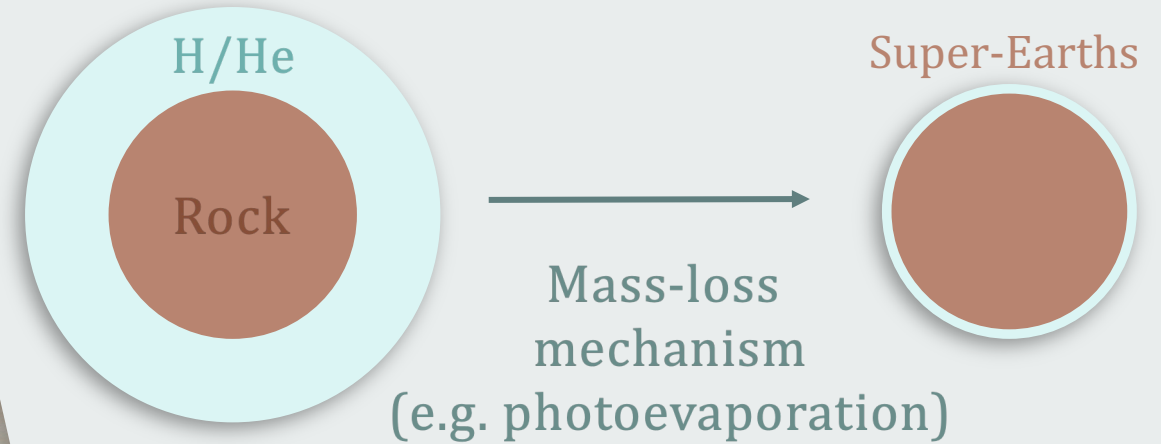 H/He
Rock
Super-Earths
Mass-loss
mechanism
(e.g. photoevaporation)